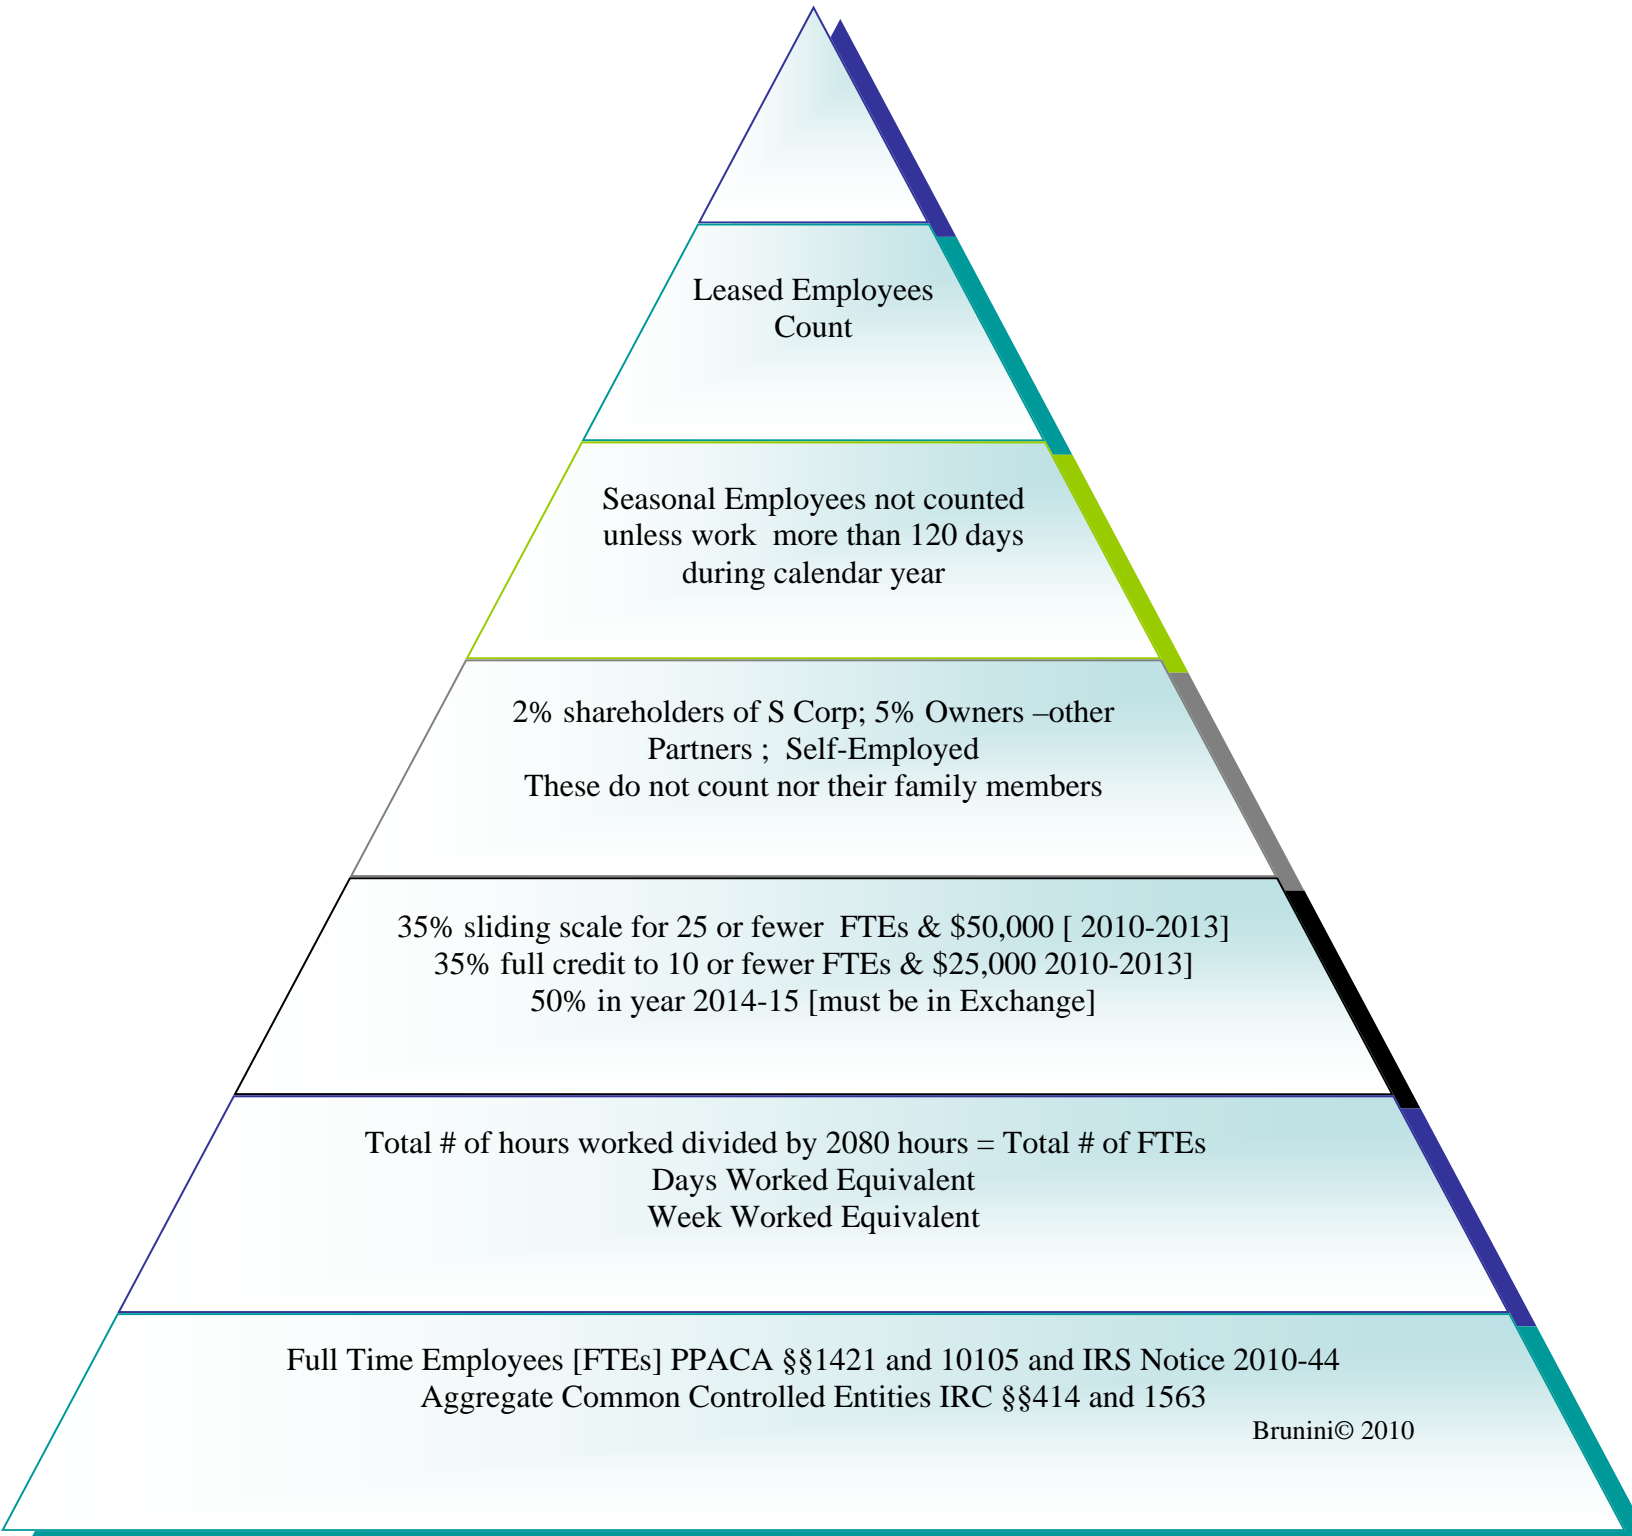 Leased Employees
Count
Seasonal Employees not counted
unless work  more than 120 days
during calendar year
2% shareholders of S Corp; 5% Owners –other
Partners ;  Self-Employed
These do not count nor their family members
35% sliding scale for 25 or fewer  FTEs & $50,000 [ 2010-2013]
35% full credit to 10 or fewer FTEs & $25,000 2010-2013]
50% in year 2014-15 [must be in Exchange]
Total # of hours worked divided by 2080 hours = Total # of FTEs
Days Worked Equivalent
Week Worked Equivalent
Full Time Employees [FTEs] PPACA §§1421 and 10105 and IRS Notice 2010-44
Aggregate Common Controlled Entities IRC §§414 and 1563
Brunini© 2010